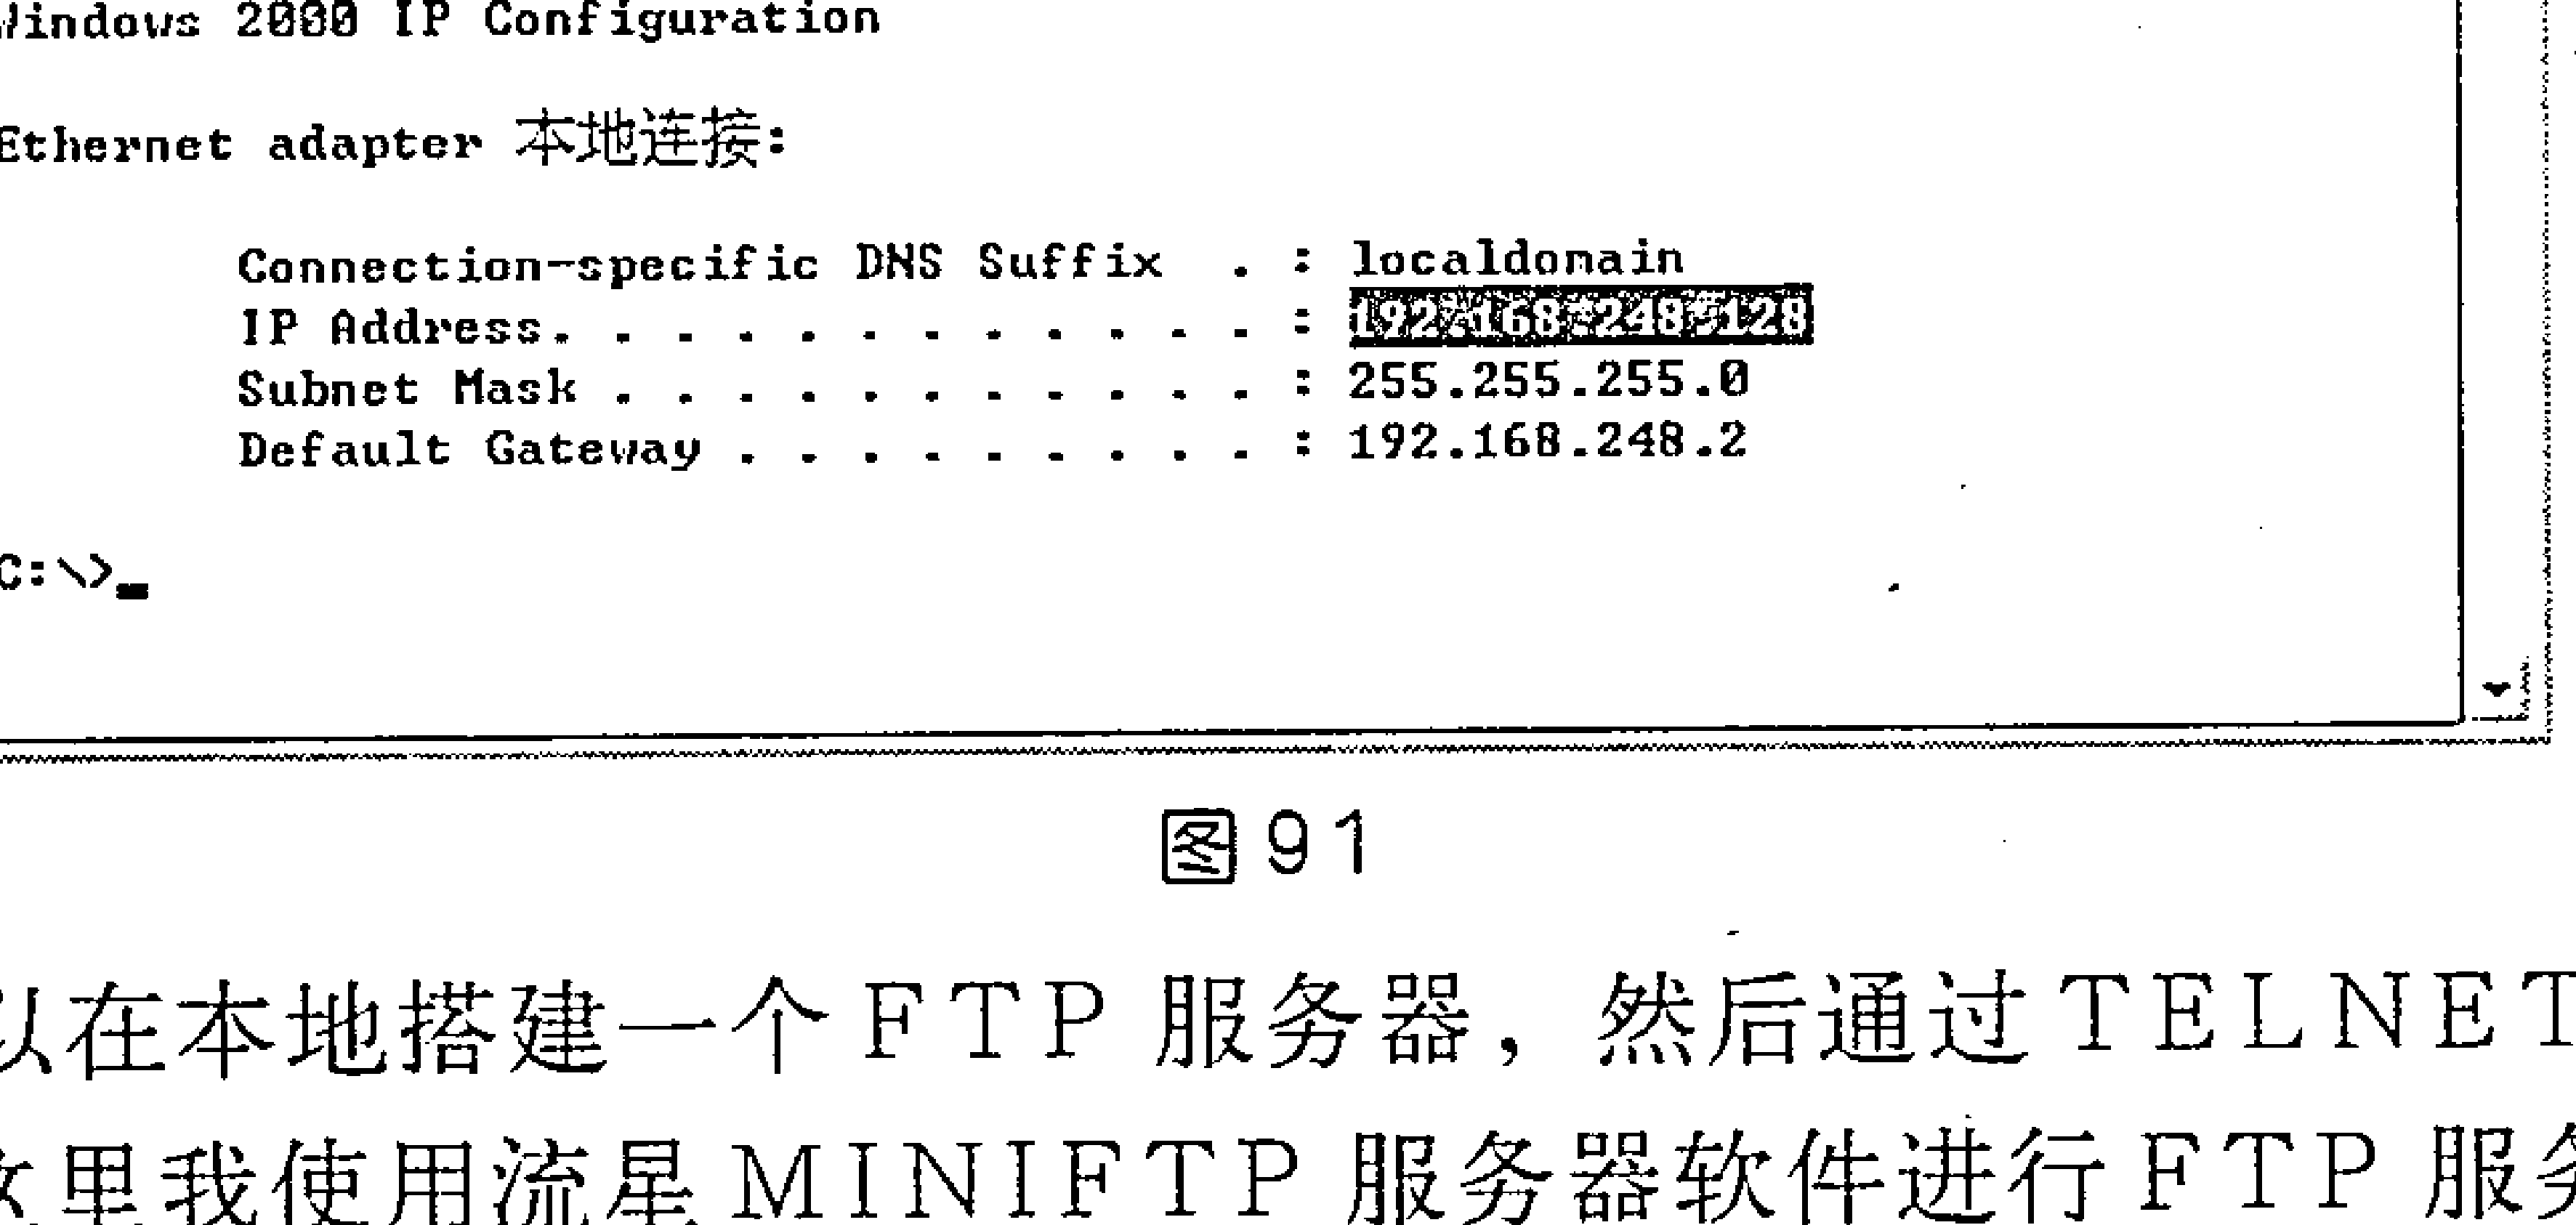 Windows 2000 IP Configuration
Ethernet adapter 本地连接:
Connection-specific DNS Suffix . : localdomain
IP Address. . . . . . . . . . . . : 192.168.248.128
Subnet Mask . . . . . . . . . . . : 255.255.255.0
Default Gateway . . . . . . . . . : 192.168.248.2
C:\>_
图91
以在本地搭建一个FTP服务器，然后通过TELNET
这里我使用流星MINIFTP服务器软件进行FTP服务